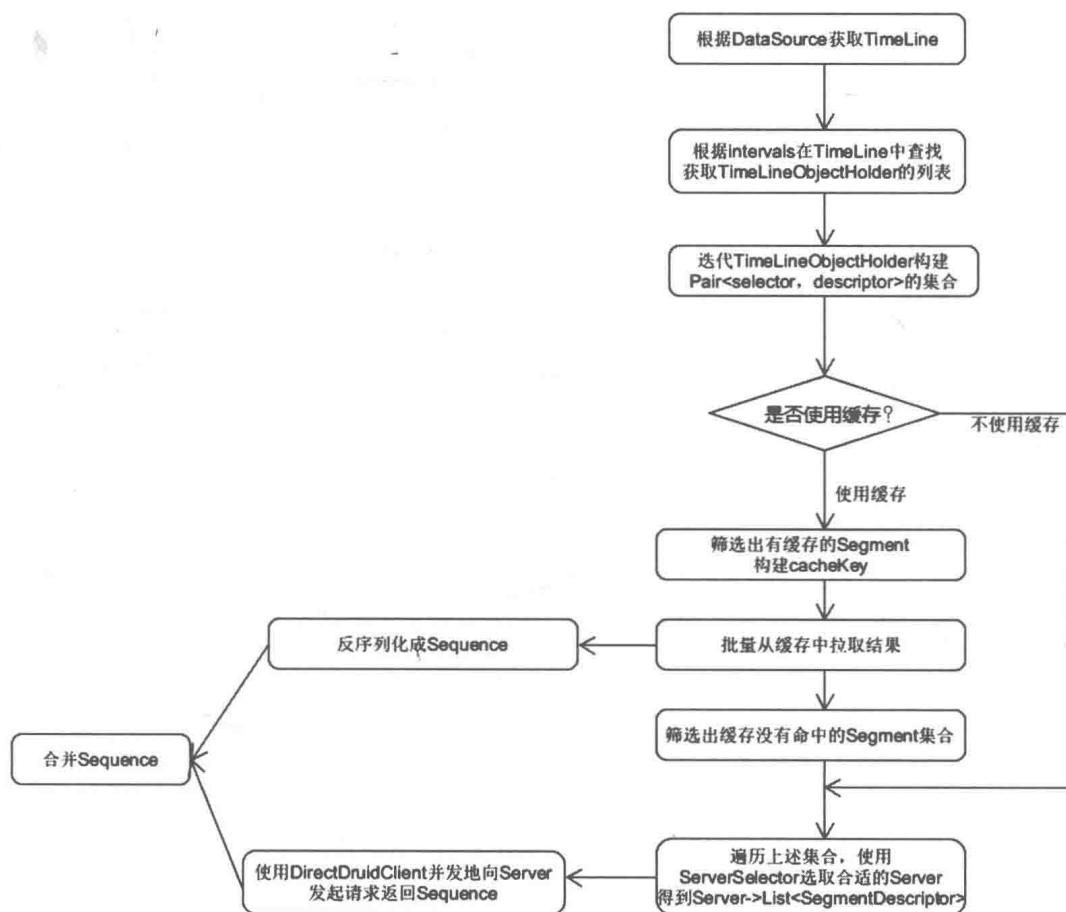 根据DataSource获取TimeLine
根据intervals在TimeLine中查找
获取TimeLineObjectHolder的列表
迭代TimeLineObjectHolder构建
Pair<selector，descriptor>的集合
是否使用缓存？
不使用缓存
使用缓存
筛选出有缓存的Segment
构建cacheKey
反序列化成Sequence
批量从缓存中拉取结果
合并Sequence
筛选出缓存没有命中的Segment集合
使用DirectDruidClient并发地向Server
发起请求返回Sequence
遍历上述集合，使用
ServerSelector选取合适的Server
得到Server->List<SegmentDescriptor>